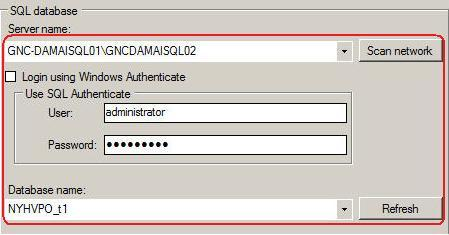 SQL database
Server name:
GNC-DAMAISQL01\GNCDAMAISQL02 Scan network
Login using Windows Authenticate
Use SQL Authenticate
User: administrator
Password: ●●●●●●●●●
Database name:
NYHVPO_t1 Refresh